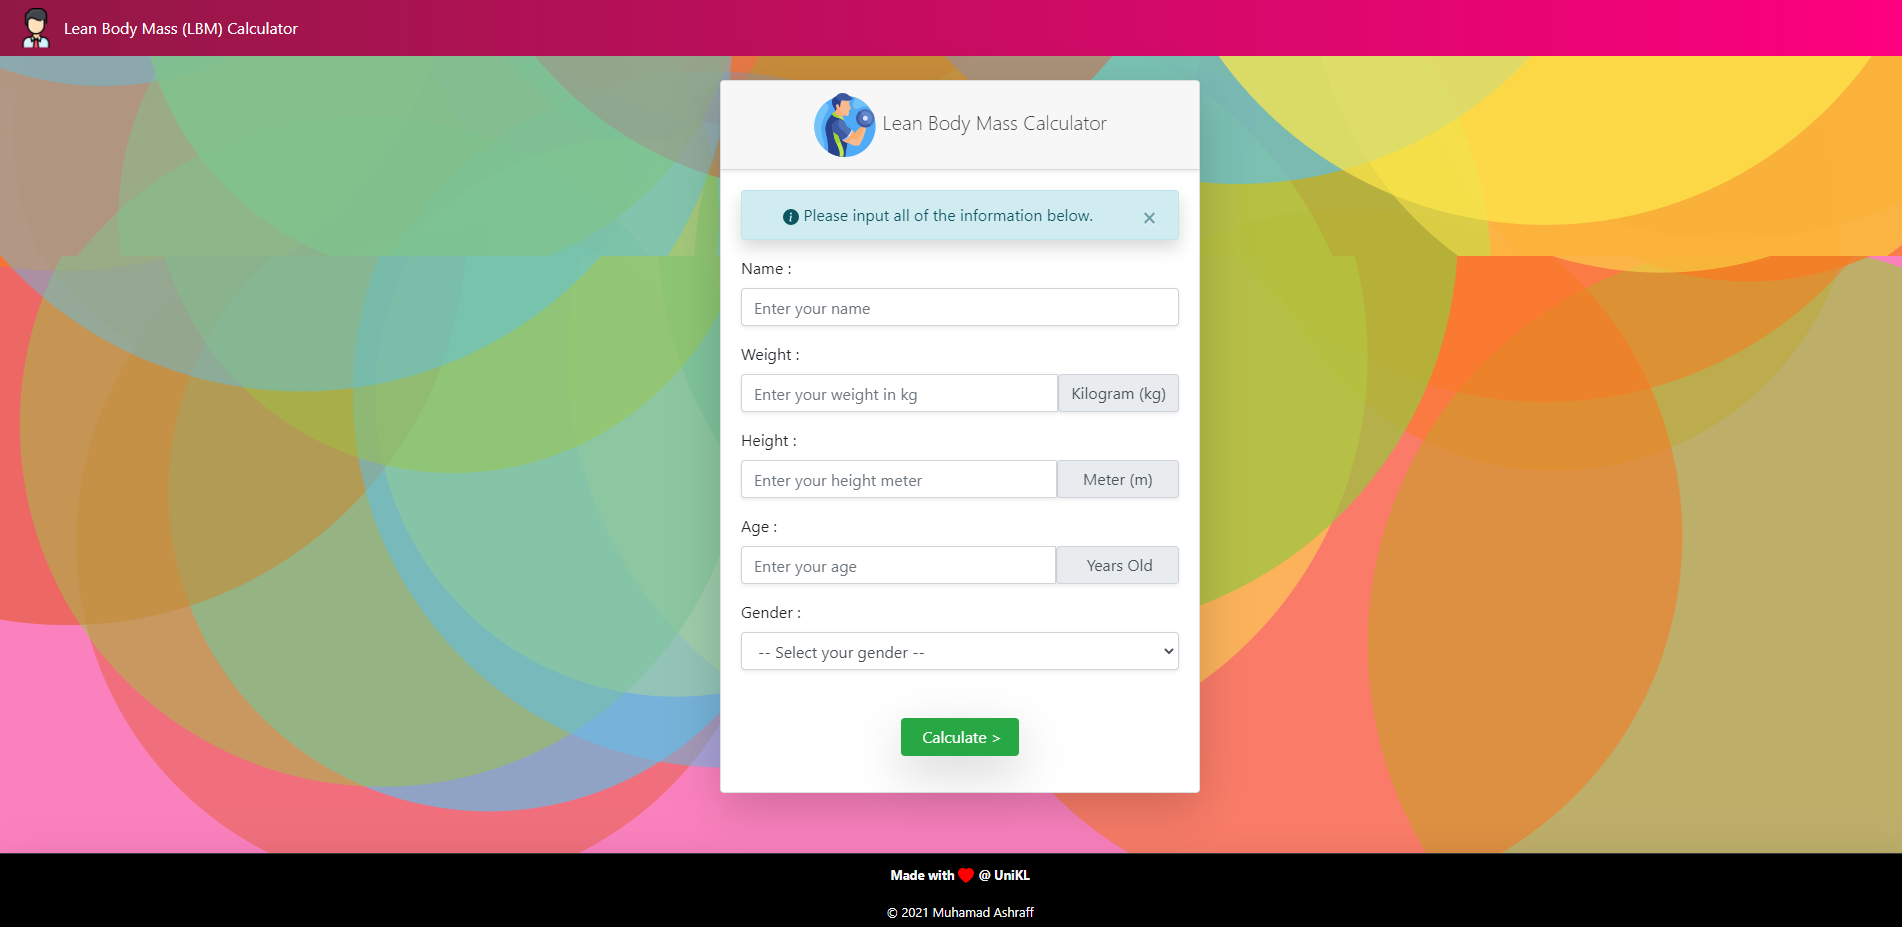 Lean Body Mass (LBM) Calculator
Lean Body Mass Calculator
Please input all of the information below. ×
Name :
Enter your name
Weight :
Enter your weight in kg Kilogram (kg)
Height :
Enter your height meter Meter (m)
Age :
Enter your age Years Old
Gender :
-- Select your gender --
Calculate >
Made with ❤ @ UniKL
© 2021 Muhamad Ashraff